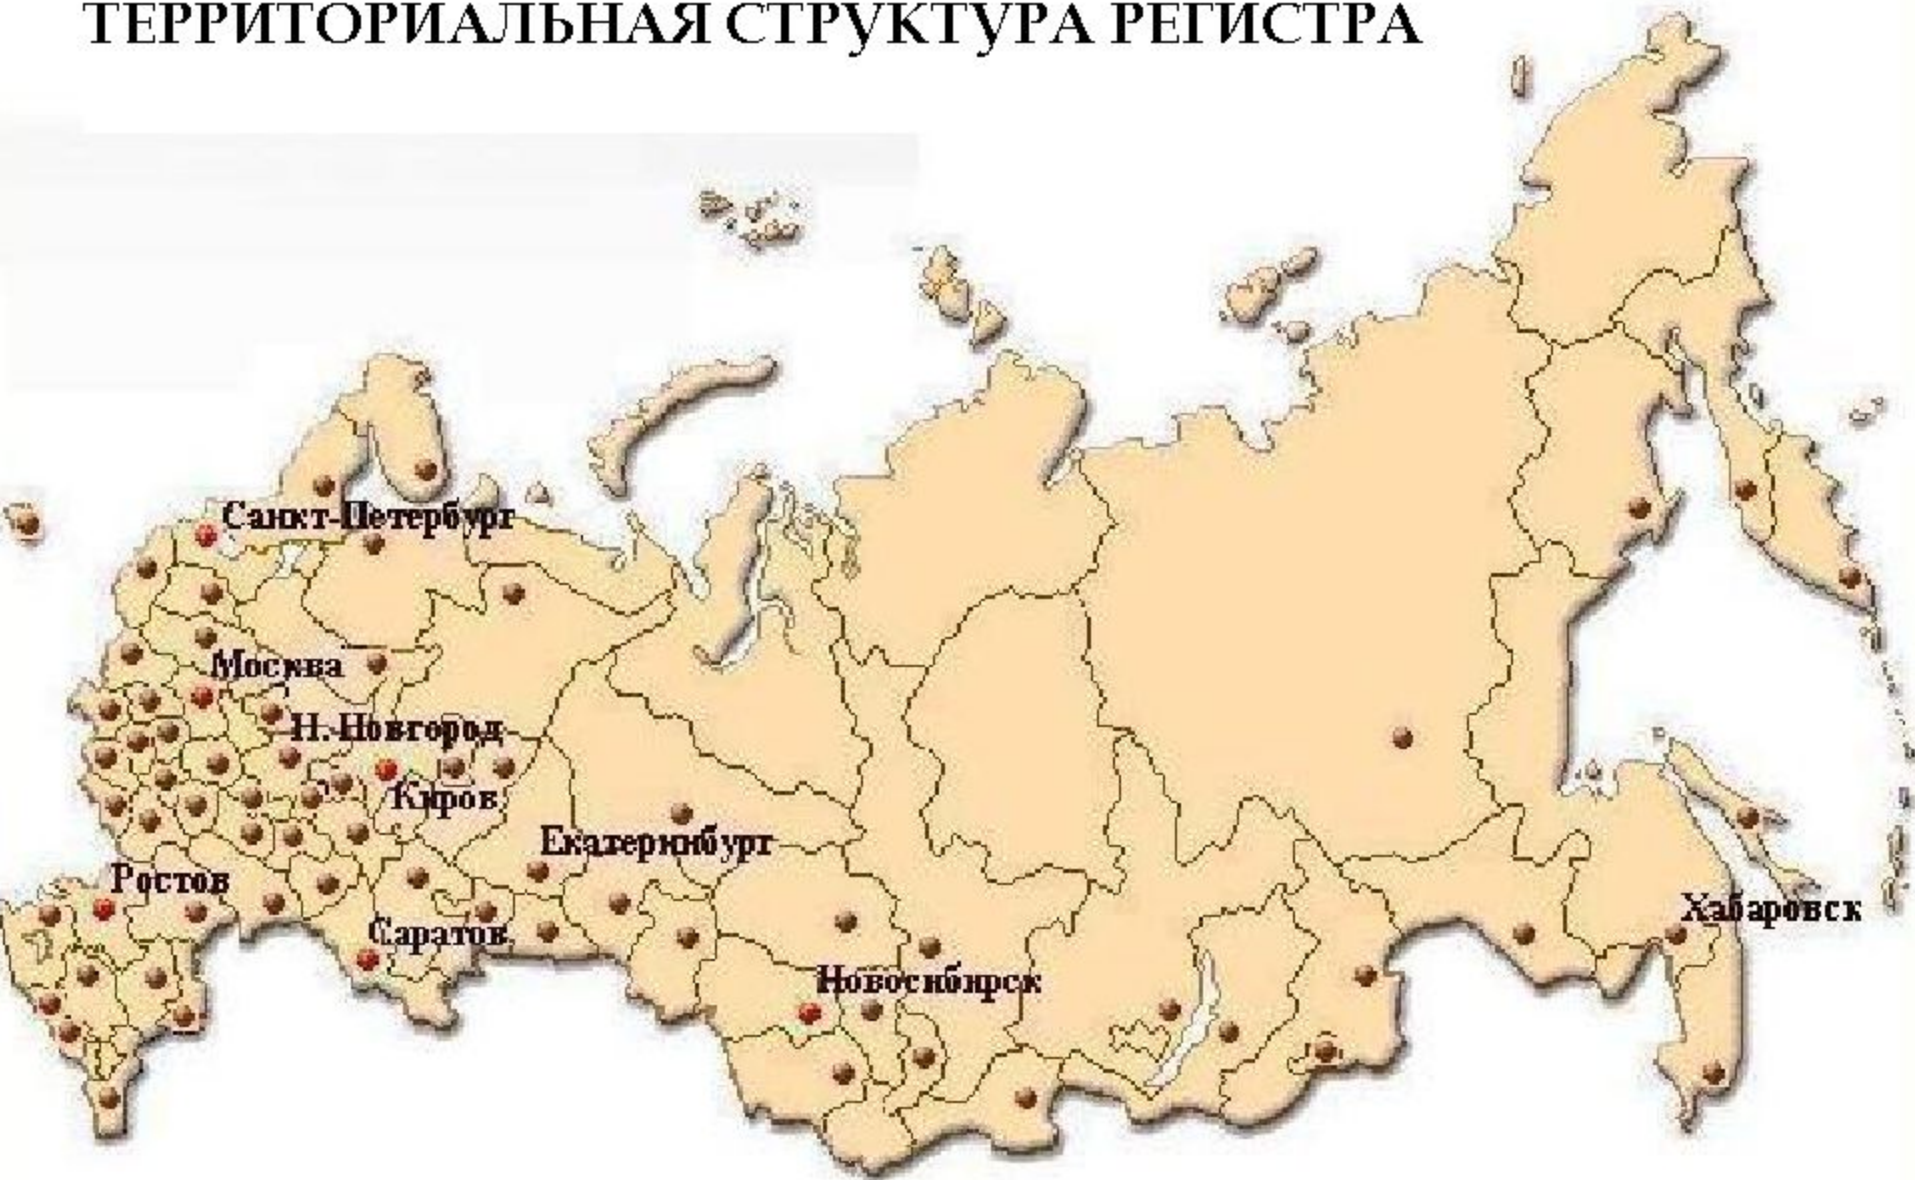 ТЕРРИТОРИАЛЬНАЯ СТРУКТУРА РЕГИСТРА
Санкт-Петербург
Москва
Н.-Новгород
Киров
Екатеринбург
Ростов
Саратов
Хабаровск
Новосибирск